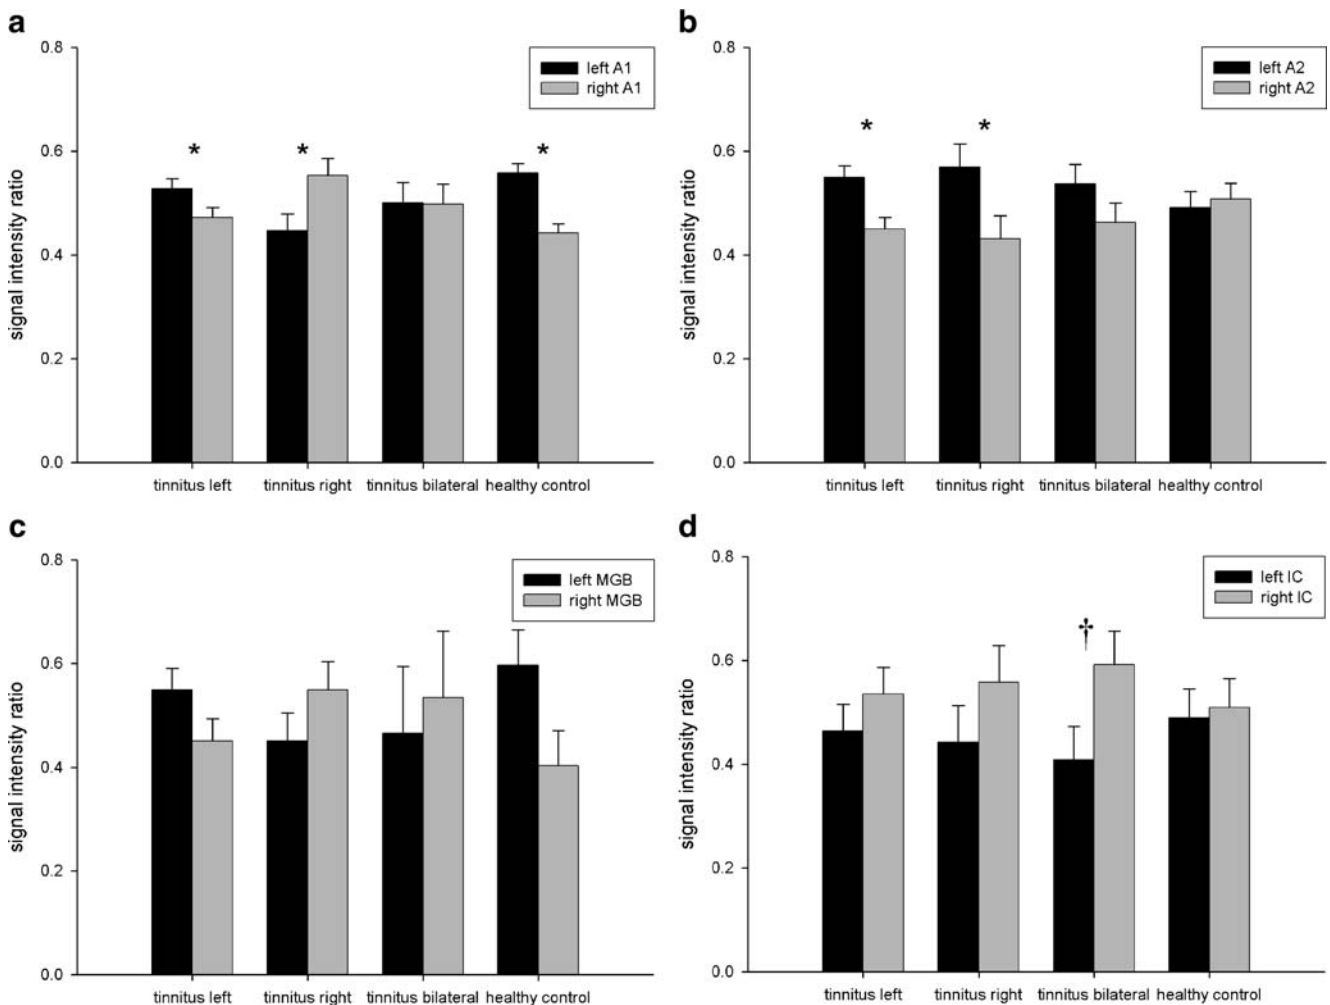 a
0.8
0.6
0.4
0.2
0.0
signal intensity ratio
left A1
right A1
*
*
*
tinnitus left
tinnitus right
tinnitus bilateral
healthy control
b
0.8
0.6
0.4
0.2
0.0
signal intensity ratio
left A2
right A2
*
*
tinnitus left
tinnitus right
tinnitus bilateral
healthy control
c
0.8
0.6
0.4
0.2
0.0
signal intensity ratio
left MGB
right MGB
tinnitus left
tinnitus right
tinnitus bilateral
healthy control
d
0.8
0.6
0.4
0.2
0.0
signal intensity ratio
left IC
right IC
†
tinnitus left
tinnitus right
tinnitus bilateral
healthy control